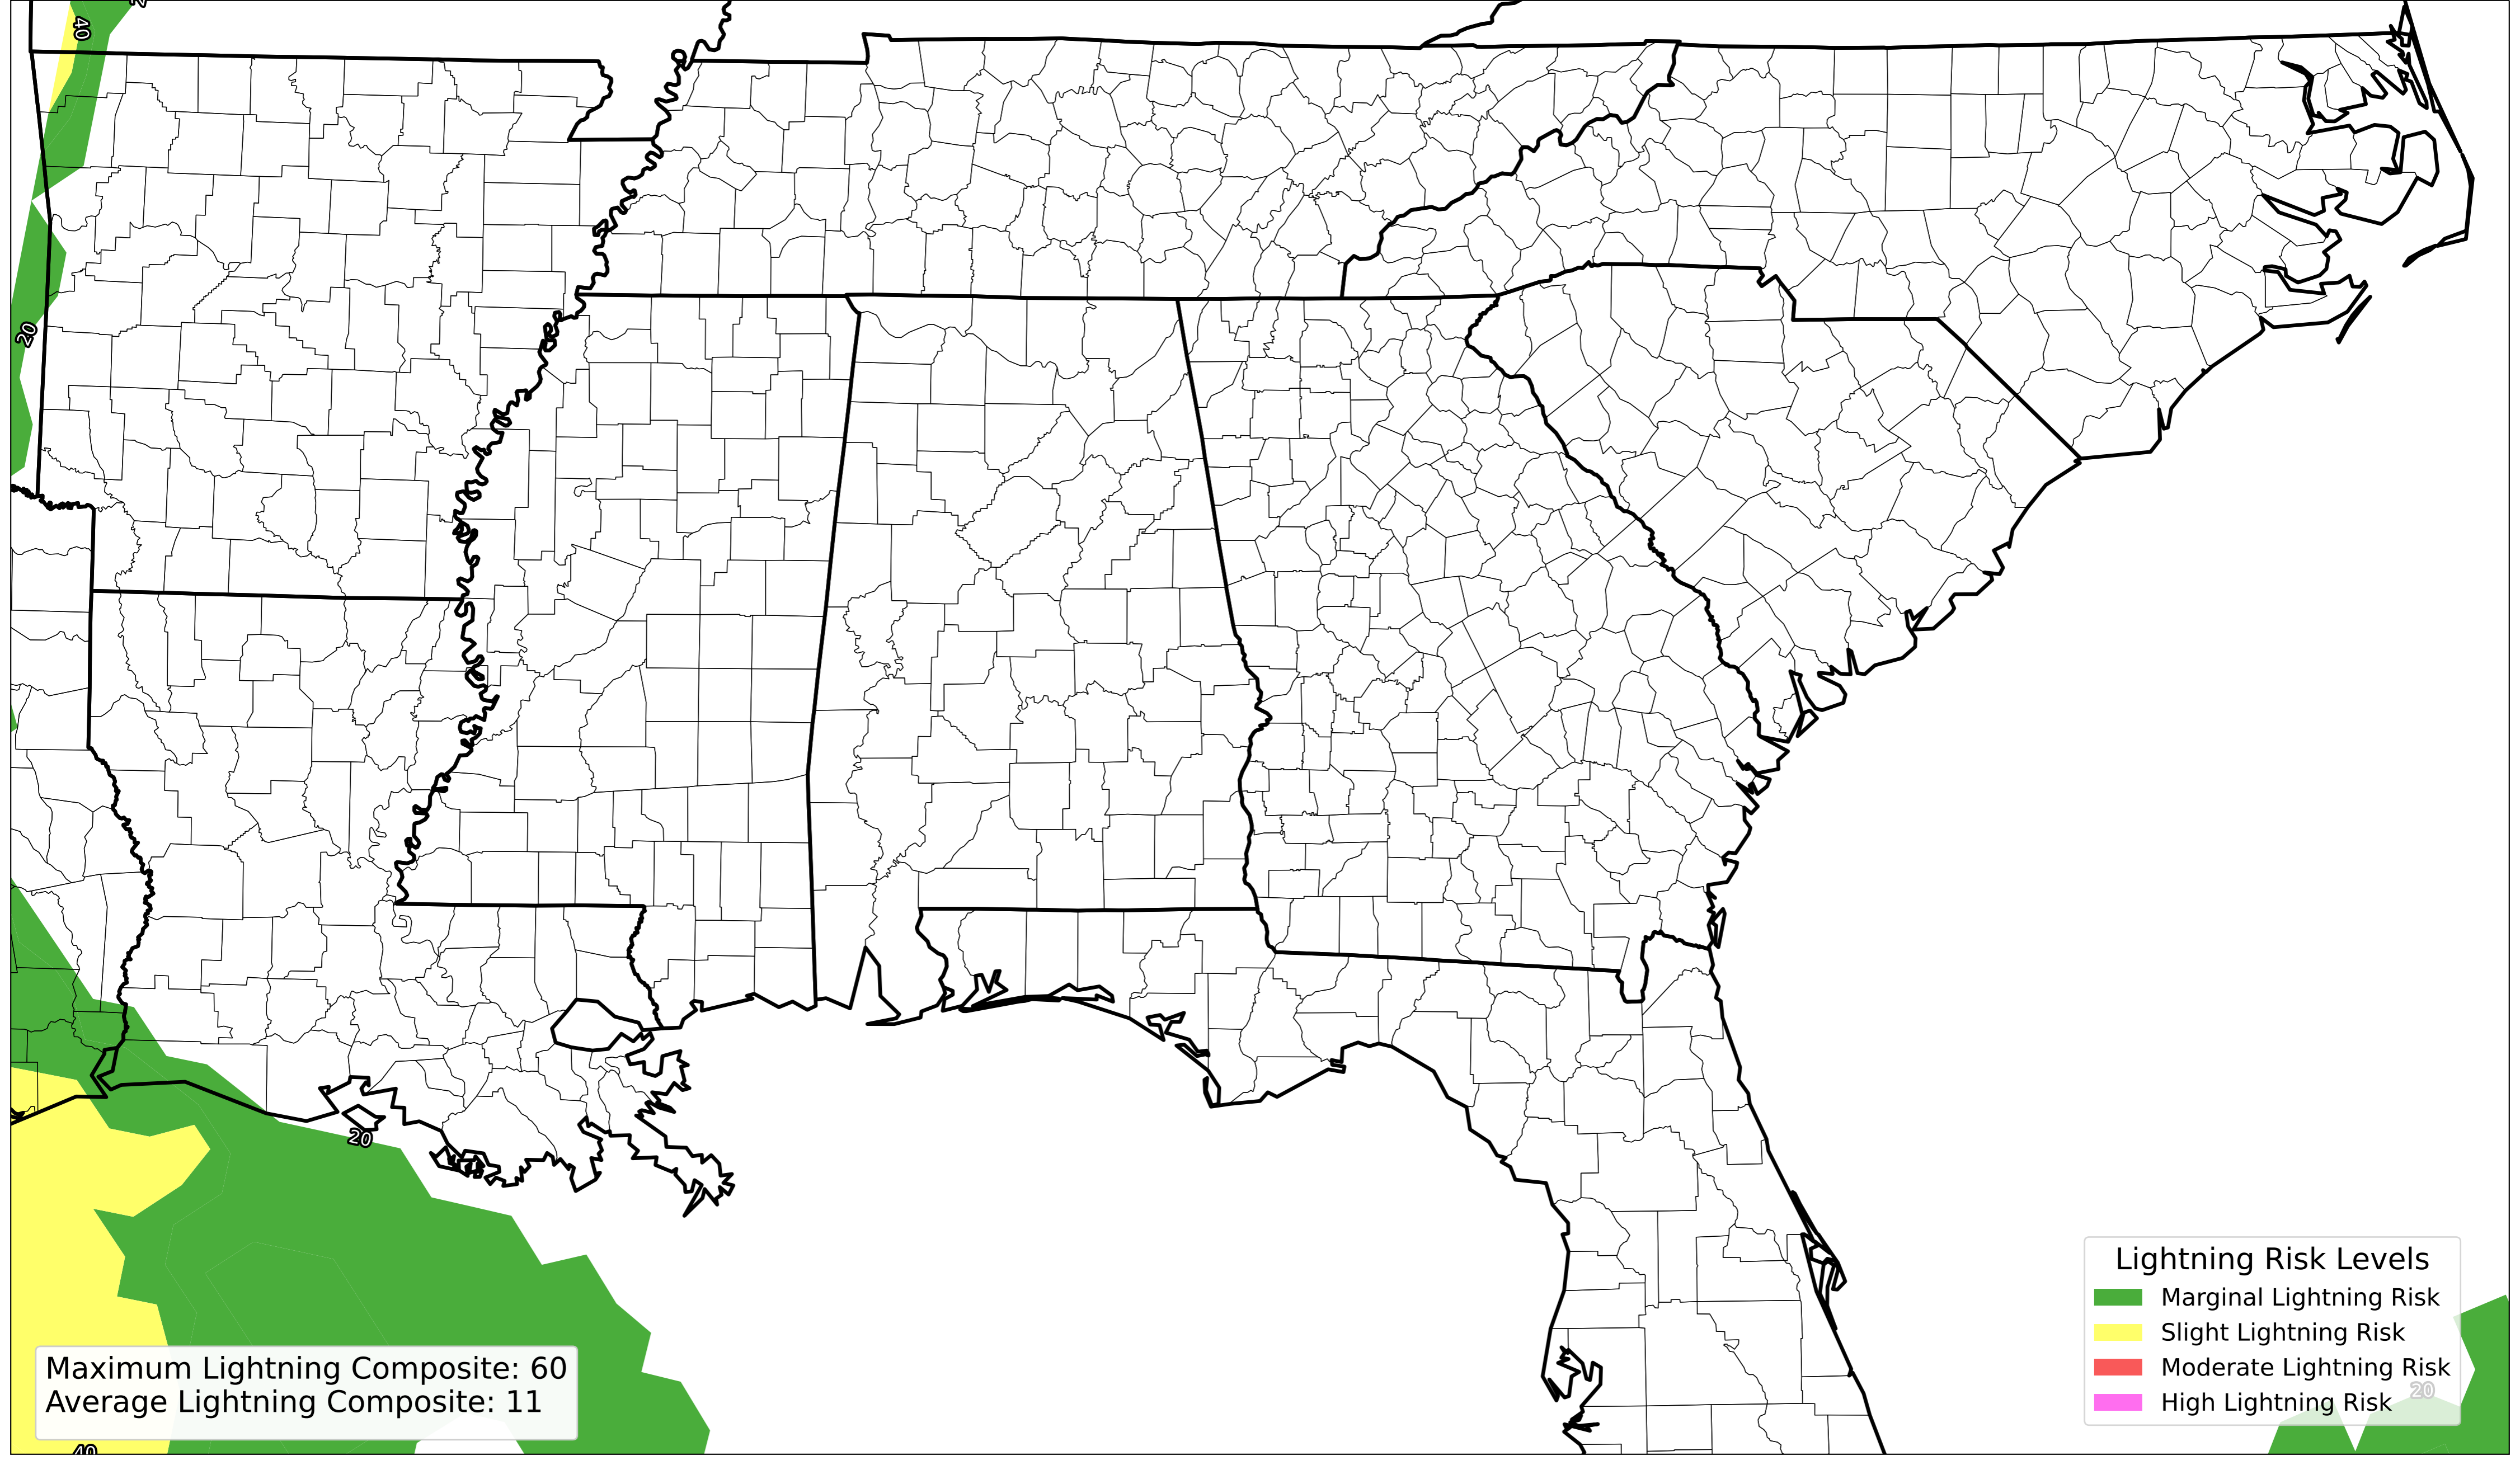 40
20
20
Lightning Risk Levels
Marginal Lightning Risk
Slight Lightning Risk
Moderate Lightning Risk
High Lightning Risk
20
Maximum Lightning Composite: 60
Average Lightning Composite: 11
40